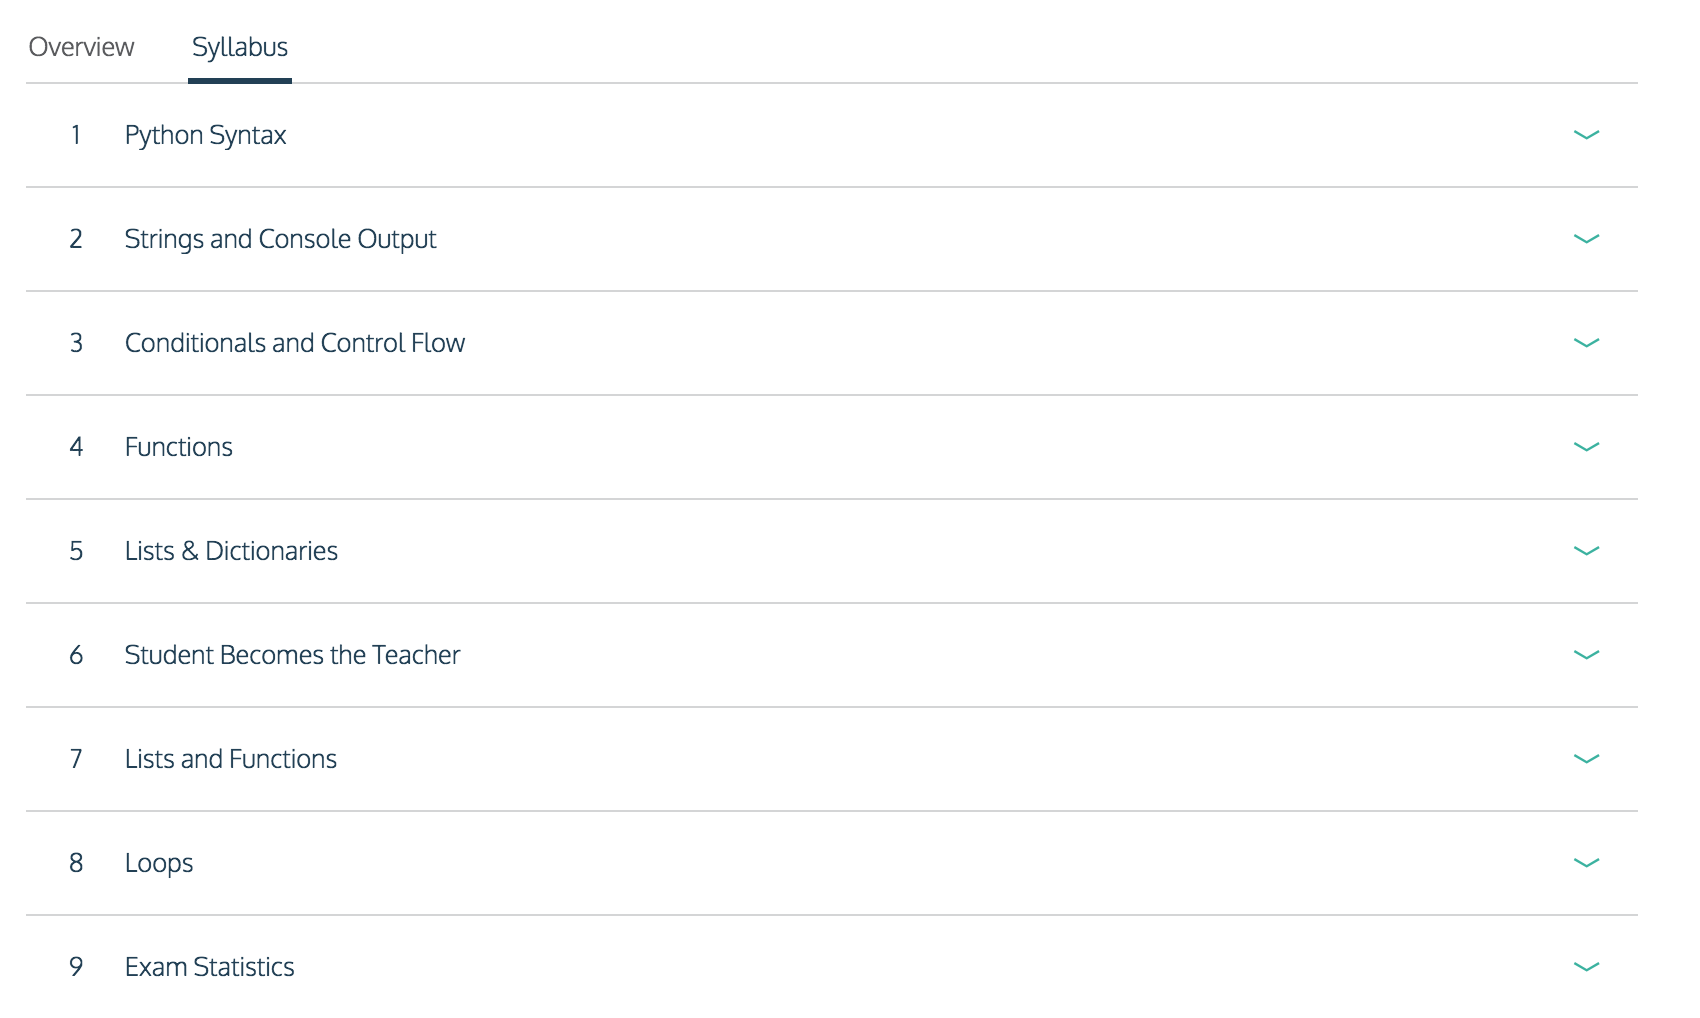 Overview Syllabus
1 Python Syntax
2 Strings and Console Output
3 Conditionals and Control Flow
4 Functions
5 Lists & Dictionaries
6 Student Becomes the Teacher
7 Lists and Functions
8 Loops
9 Exam Statistics